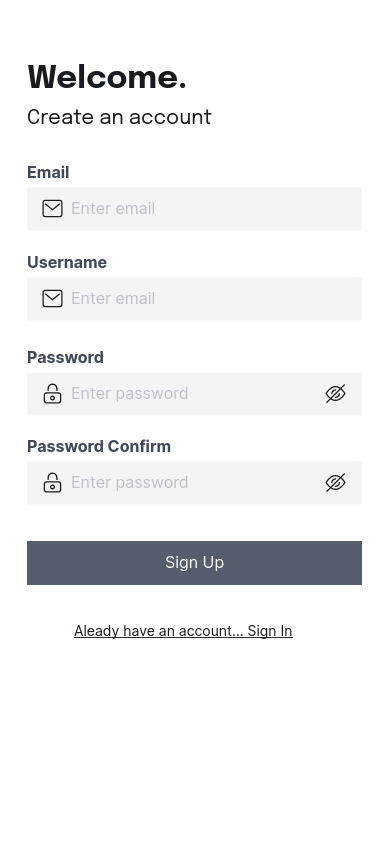 Welcome.
Create an account
Email
Enter email
Username
Enter email
Password
Enter password
Password Confirm
Enter password
Sign Up
Aleady have an account... Sign In